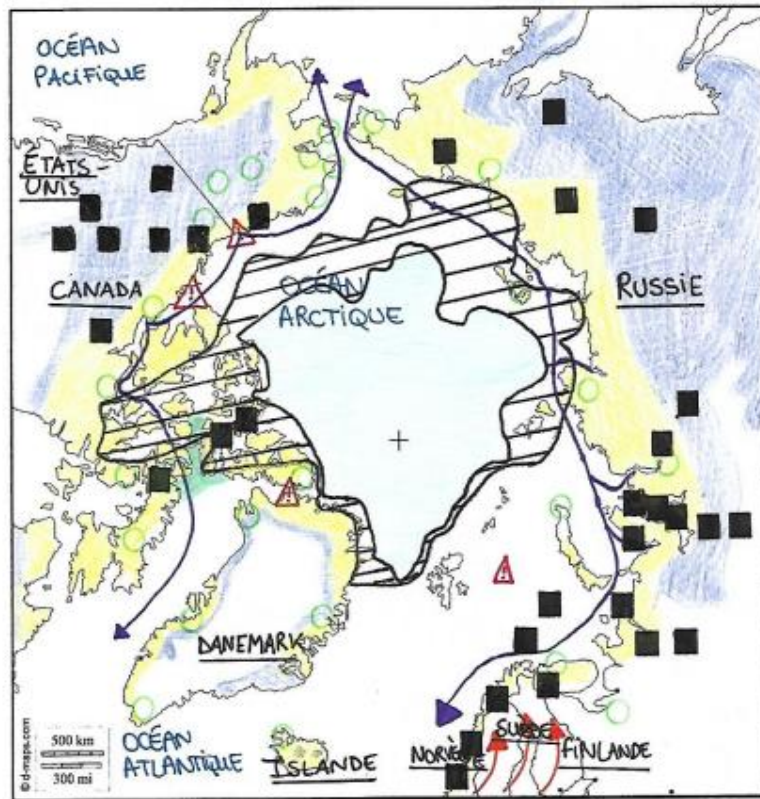 OCÉAN
PACIFIQUE
ÉTATS-
UNIS
CANADA
OCÉAN
ARCTIQUE
RUSSIE
DANEMARK
500 km
300 mi
© d-maps.com
OCÉAN
ATLANTIQUE
ISLANDE
NORVÈGE
SUÈDE
FINLANDE